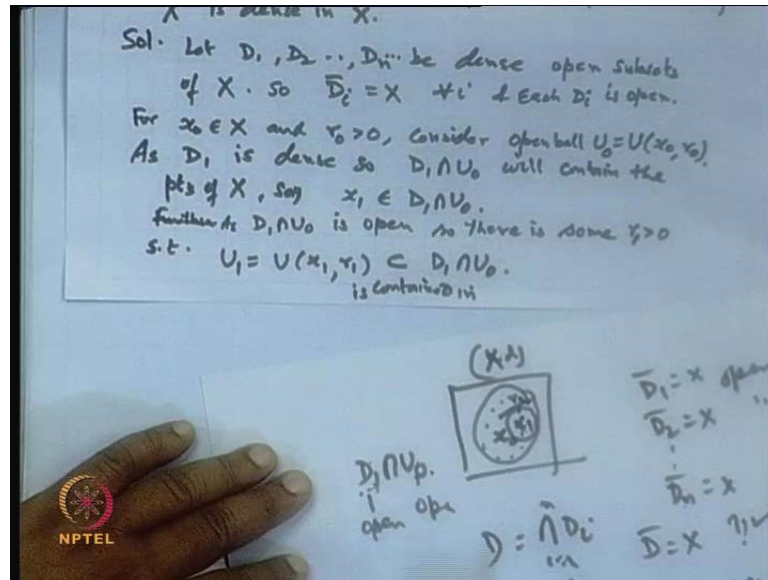 X is dense in X.
Sol. Let D1, D2 .., Dn... be dense open subsets
of X. so D̄i = X ∀i & Each Di is open.
For x0 ∈ X and r0 > 0, consider open ball U0 = U(x0, r0).
As D1 is dense so D1 ∩ U0 will contain the
pts of X, say x1 ∈ D1 ∩ U0.
Further As D1 ∩ U0 is open so there is some r1 > 0
s.t. U1 = U(x1, r1) ⊂ D1 ∩ U0.
is contained in
(X, d)
x1
D̄1 = X open
D̄2 = X
D1 ∩ U0.
open ope
D̄n = X
D = ∩ Di
D̄ = X ?
NPTEL